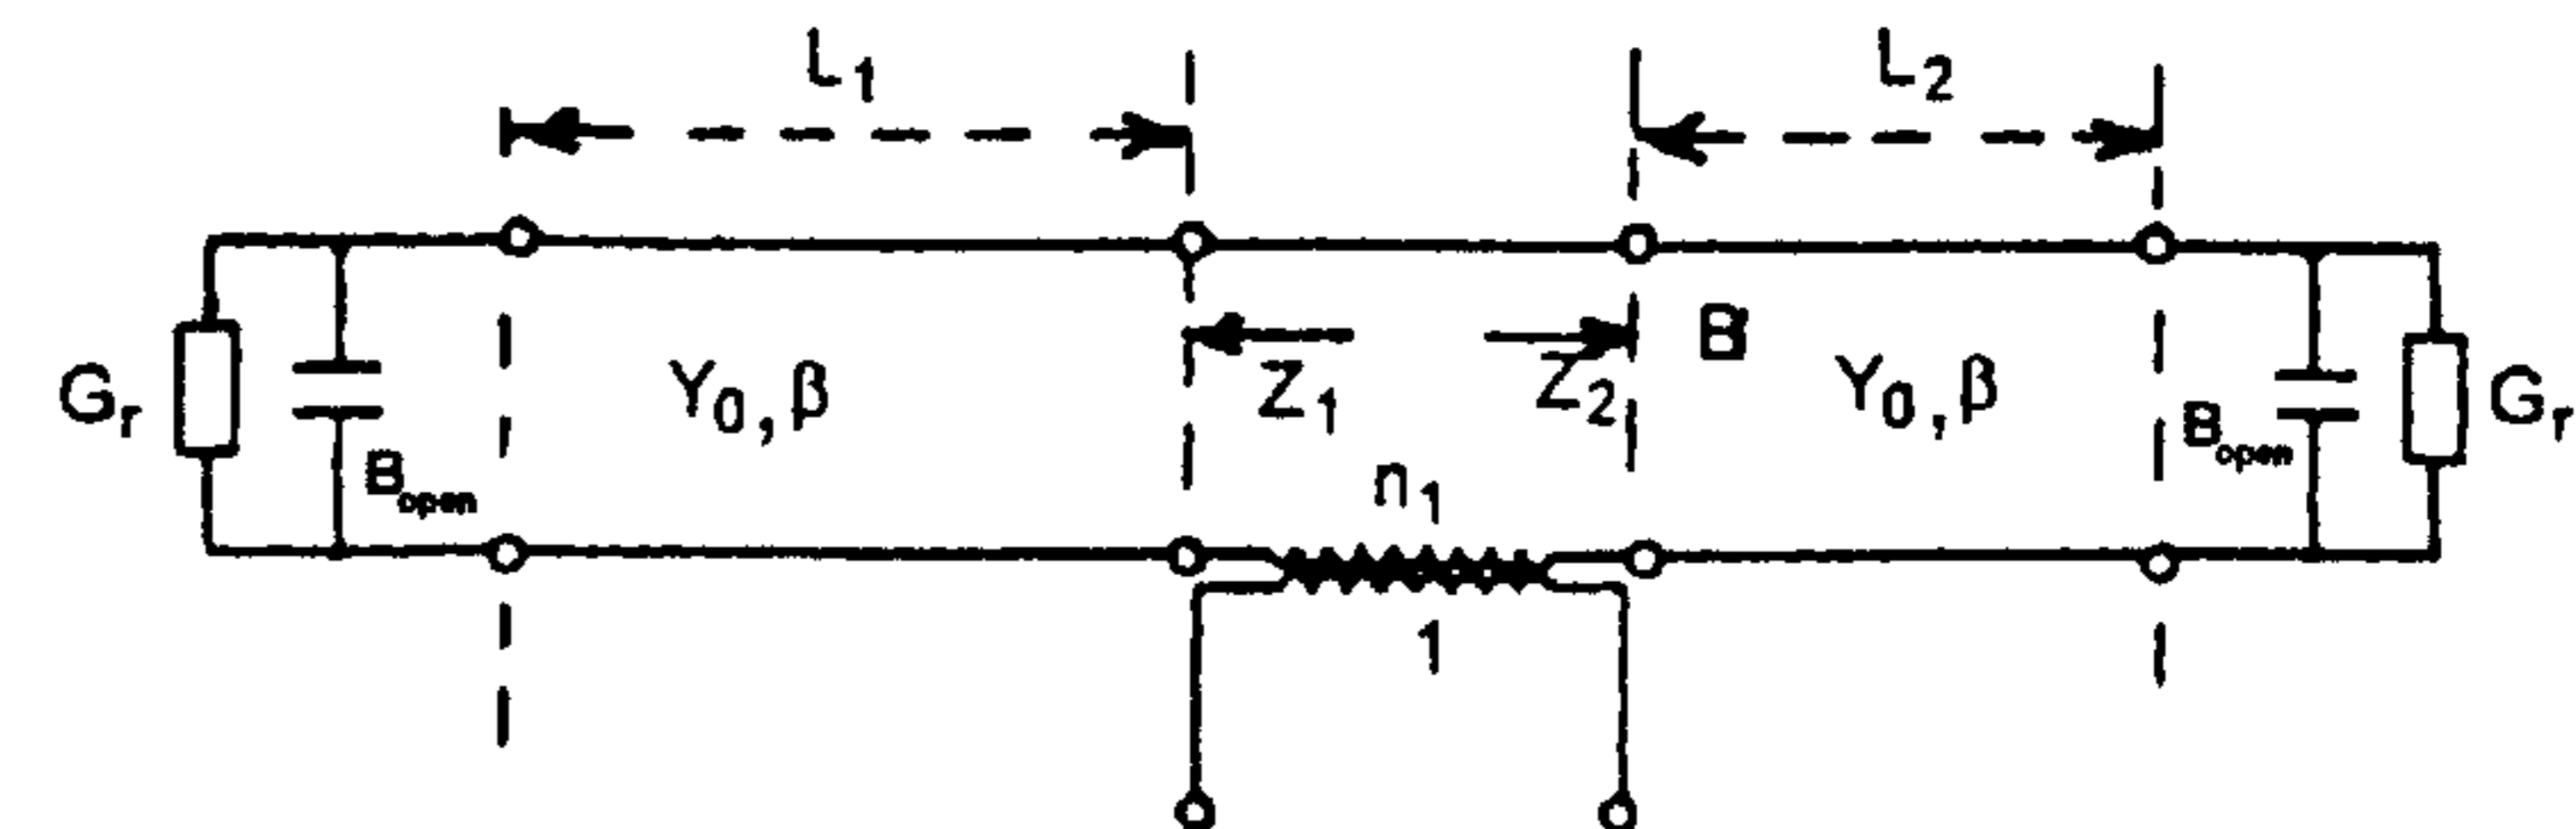 L1 L2
Gr Bopen Y0,β Z1 Z2 B' Y0,β Bopen Gr
n1
1